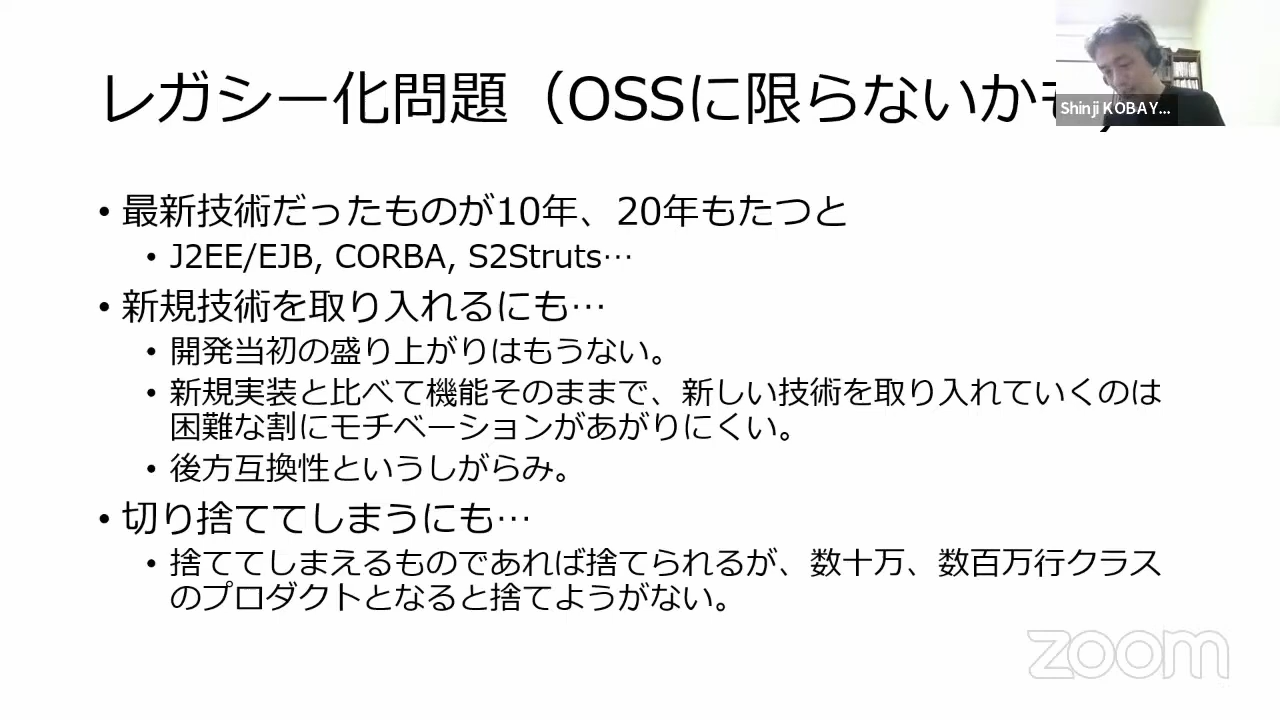 レガシー化問題（OSSに限らないかも）
Shinji KOBAY...
• 最新技術だったものが10年、20年もたつと
• J2EE/EJB, CORBA, S2Struts…
• 新規技術を取り入れるにも…
• 開発当初の盛り上がりはもうない。
• 新規実装と比べて機能そのままで、新しい技術を取り入れていくのは
困難な割にモチベーションがあがりにくい。
• 後方互換性というしがらみ。
• 切り捨ててしまうにも…
• 捨ててしまえるものであれば捨てられるが、数十万、数百万行クラス
のプロダクトとなると捨てようがない。
zoom